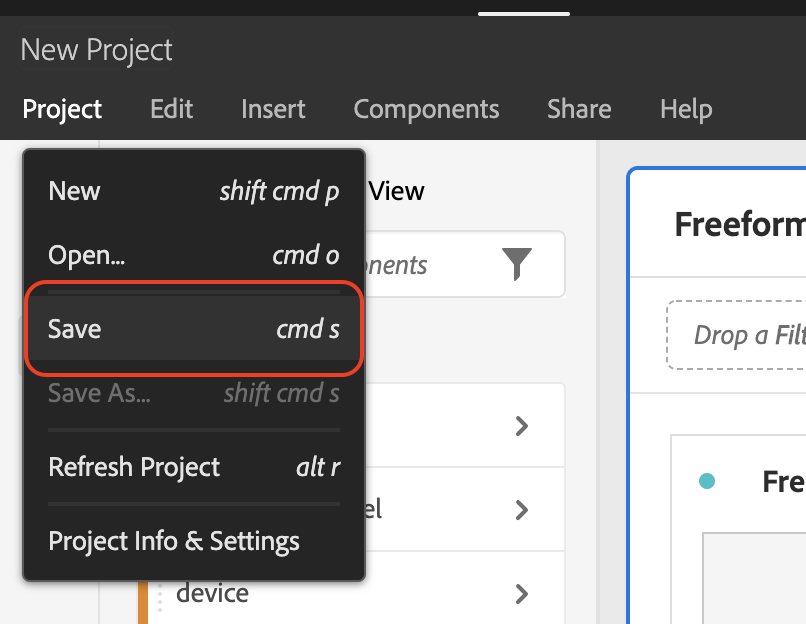 New Project
Project Edit Insert Components Share Help
New shift cmd p
View
Freeform
Open... cmd o
nents
Save cmd s
Drop a Filt
Save As... shift cmd s
Refresh Project alt r
Fre
el
Project Info & Settings
device